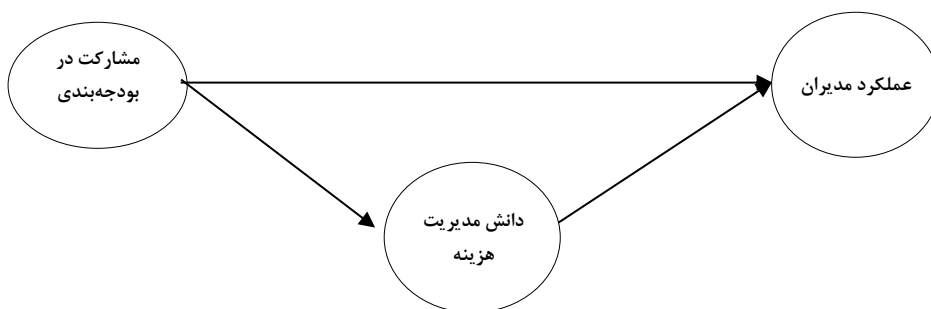 مشارکت در
بودجه‌بندی
عملکرد مدیران
دانش مدیریت
هزینه